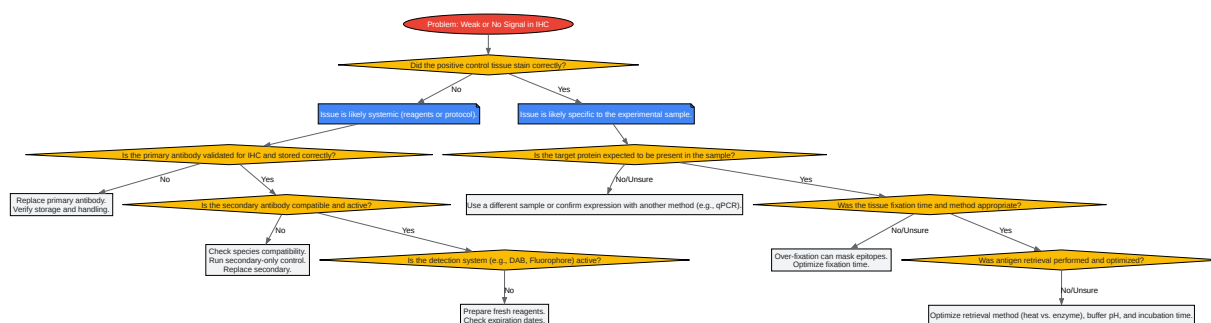 Problem: Weak or No Signal in IHC
Did the positive control tissue stain correctly?
No
Yes
Issue is likely systemic (reagents or protocol).
Issue is likely specific to the experimental sample.
Is the primary antibody validated for IHC and stored correctly?
Is the target protein expected to be present in the sample?
No
Yes
No/Unsure
Yes
Replace primary antibody.
Verify storage and handling.
Is the secondary antibody compatible and active?
Use a different sample or confirm expression with another method (e.g., qPCR).
Was the tissue fixation time and method appropriate?
No
Yes
No/Unsure
Yes
Check species compatibility.
Run secondary-only control.
Replace secondary.
Is the detection system (e.g., DAB, Fluorophore) active?
Over-fixation can mask epitopes.
Optimize fixation time.
Was antigen retrieval performed and optimized?
No
No/Unsure
Prepare fresh reagents.
Check expiration dates.
Optimize retrieval method (heat vs. enzyme), buffer pH, and incubation time.